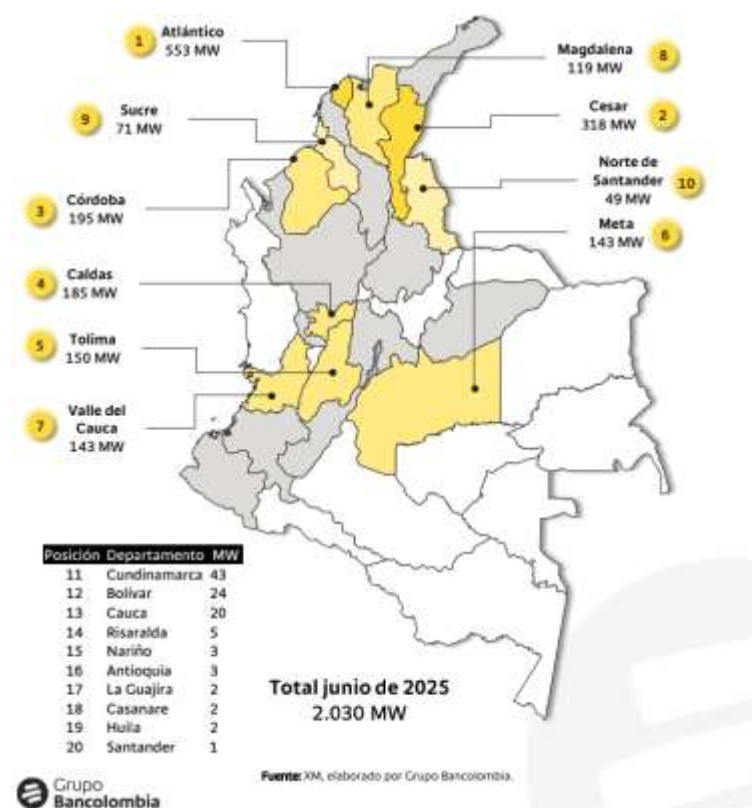 1
Atlántico
553 MW
Magdalena
119 MW
8
9
Sucre
71 MW
Cesar
318 MW
2
3
Córdoba
195 MW
Norte de
Santander
49 MW
10
Meta
143 MW
6
4
Caldas
185 MW
5
Tolima
150 MW
7
Valle del
Cauca
143 MW
Posición Departamento MW
11 Cundinamarca 43
12 Bolívar 24
13 Cauca 20
14 Risaralda 5
15 Nariño 3
16 Antioquia 3
17 La Guajira 2
18 Casanare 2
19 Huila 2
20 Santander 1
Total junio de 2025
2.030 MW
Fuente: XM, elaborado por Grupo Bancolombia.
Grupo
Bancolombia